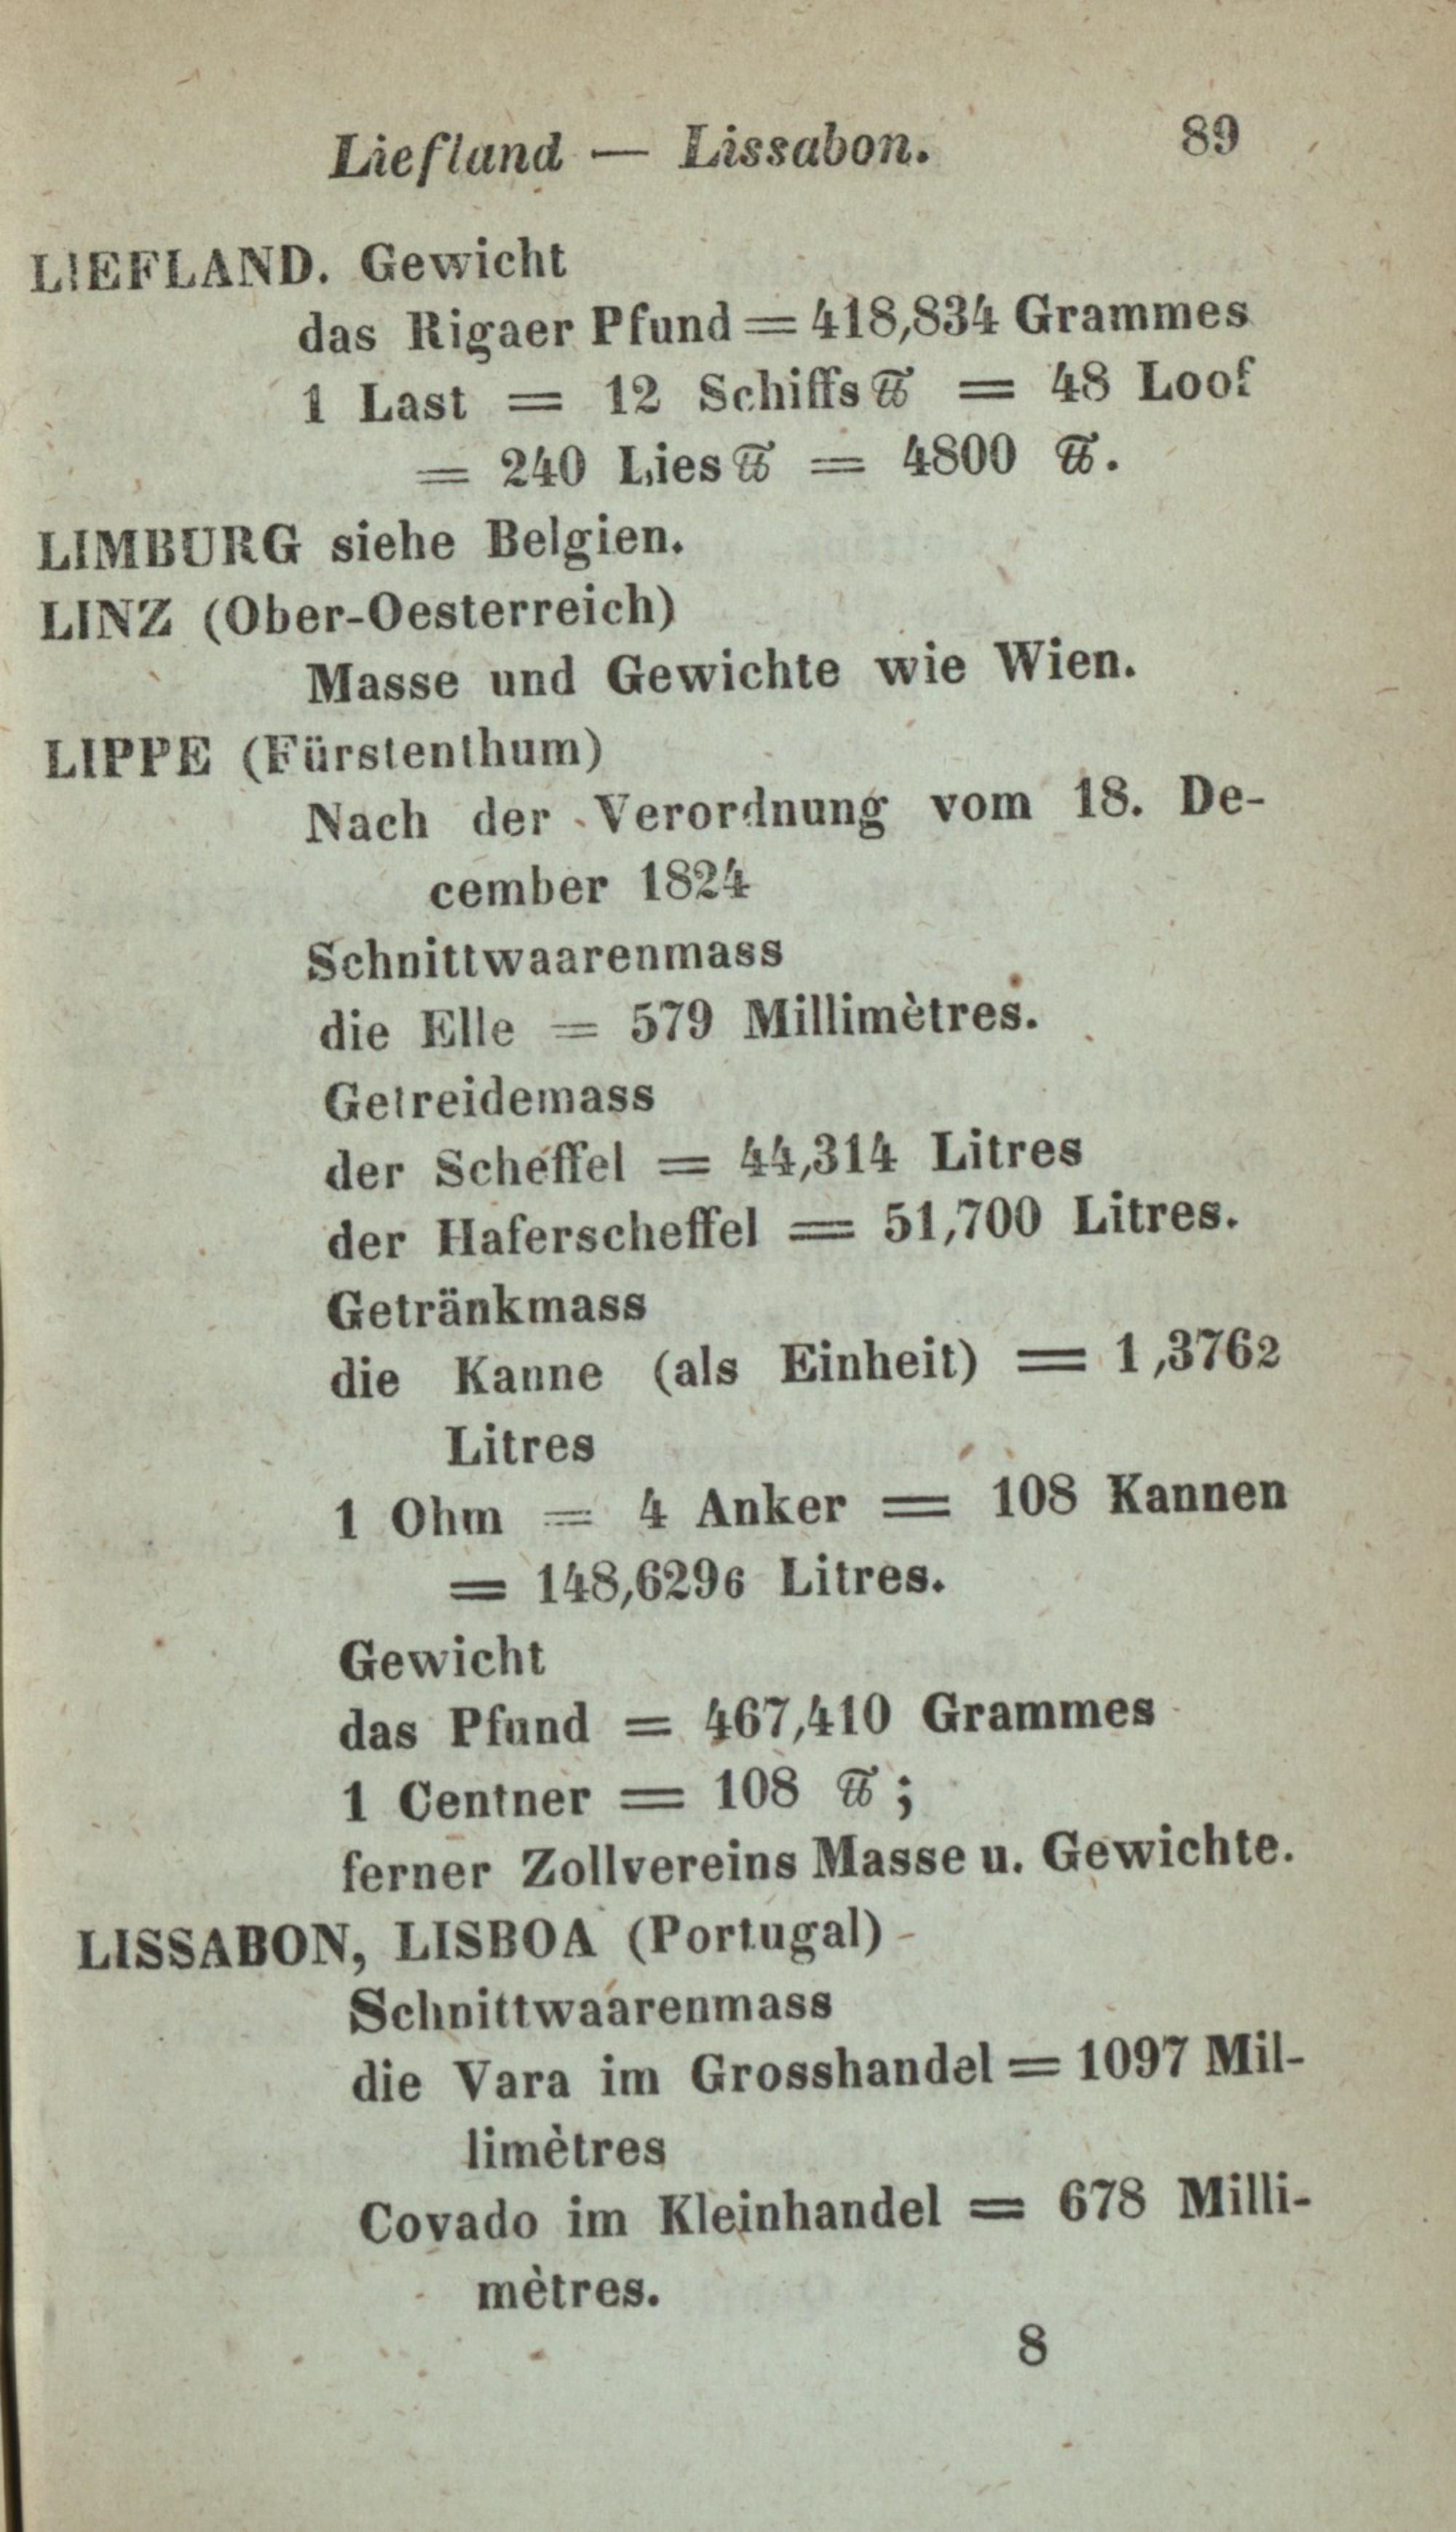 Liefland — Lissabon. 89
LIEFLAND. Gewicht
das Rigaer Pfund = 418,834 Grammes
1 Last = 12 Schiffs ℔ = 48 Loof
= 240 Lies ℔ = 4800 ℔.
LIMBURG siehe Belgien.
LINZ (Ober-Oesterreich)
Masse und Gewichte wie Wien.
LIPPE (Fürstenthum)
Nach der Verordnung vom 18. De-
cember 1824
Schnittwaarenmass
die Elle = 579 Millimètres.
Getreidemass
der Scheffel = 44,314 Litres
der Haferscheffel = 51,700 Litres.
Getränkmass
die Kanne (als Einheit) = 1,3762
Litres
1 Ohm = 4 Anker = 108 Kannen
= 148,6296 Litres.
Gewicht
das Pfund = 467,410 Grammes
1 Centner = 108 ℔;
ferner Zollvereins Masse u. Gewichte.
LISSABON, LISBOA (Portugal)
Schnittwaarenmass
die Vara im Grosshandel = 1097 Mil-
limètres
Covado im Kleinhandel = 678 Milli-
mètres.
8